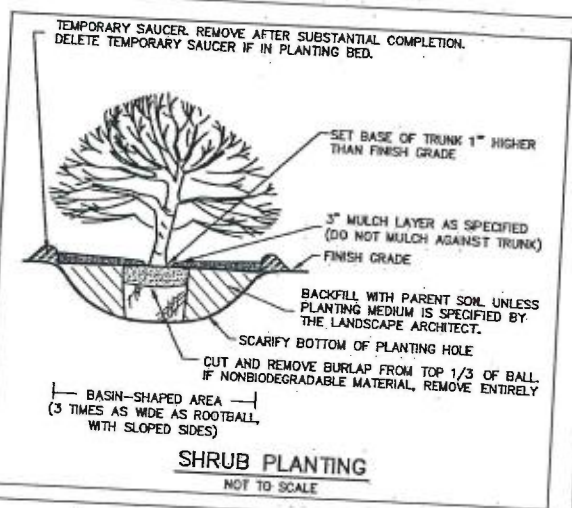 TEMPORARY SAUCER. REMOVE AFTER SUBSTANTIAL COMPLETION.
DELETE TEMPORARY SAUCER IF IN PLANTING BED.
SET BASE OF TRUNK 1" HIGHER
THAN FINISH GRADE
3" MULCH LAYER AS SPECIFIED
(DO NOT MULCH AGAINST TRUNK)
FINISH GRADE
BACKFILL WITH PARENT SOIL UNLESS
PLANTING MEDIUM IS SPECIFIED BY
THE LANDSCAPE ARCHITECT.
SCARIFY BOTTOM OF PLANTING HOLE
CUT AND REMOVE BURLAP FROM TOP 1/3 OF BALL.
IF NONBIODEGRADABLE MATERIAL, REMOVE ENTIRELY
BASIN-SHAPED AREA
(3 TIMES AS WIDE AS ROOTBALL,
WITH SLOPED SIDES)
SHRUB PLANTING
NOT TO SCALE